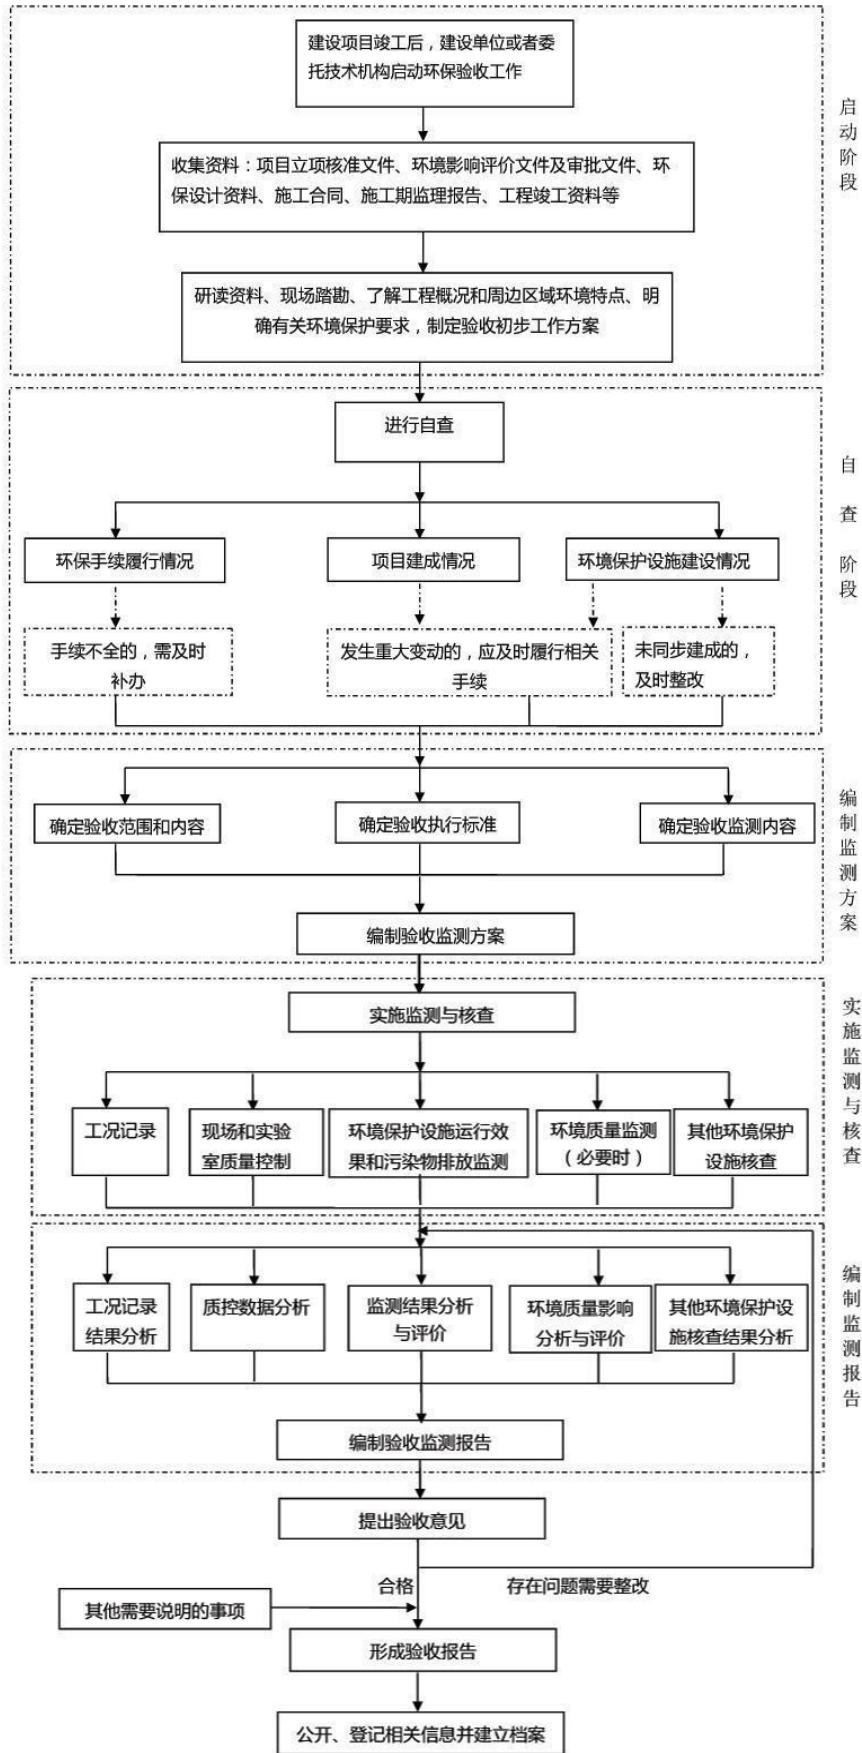 建设项目竣工后，建设单位或者委
托技术机构启动环保验收工作
收集资料：项目立项核准文件、环境影响评价文件及审批文件、环
保设计资料、施工合同、施工期监理报告、工程竣工资料等
研读资料、现场踏勘、了解工程概况和周边区域环境特点、明
确有关环境保护要求，制定验收初步工作方案
启动阶段
进行自查
环保手续履行情况
项目建成情况
环境保护设施建设情况
手续不全的，需及时
补办
发生重大变动的，应及时履行相关
手续
未同步建成的，
及时整改
自查阶段
确定验收范围和内容
确定验收执行标准
确定验收监测内容
编制验收监测方案
编制监测方案
实施监测与核查
工况记录
现场和实验
室质量控制
环境保护设施运行效
果和污染物排放监测
环境质量监测
（必要时）
其他环境保护
设施核查
实施监测与核查
工况记录
结果分析
质控数据分析
监测结果分析
与评价
环境质量影响
分析与评价
其他环境保护设
施核查结果分析
编制验收监测报告
编制监测报告
提出验收意见
合格
存在问题需要整改
其他需要说明的事项
形成验收报告
公开、登记相关信息并建立档案